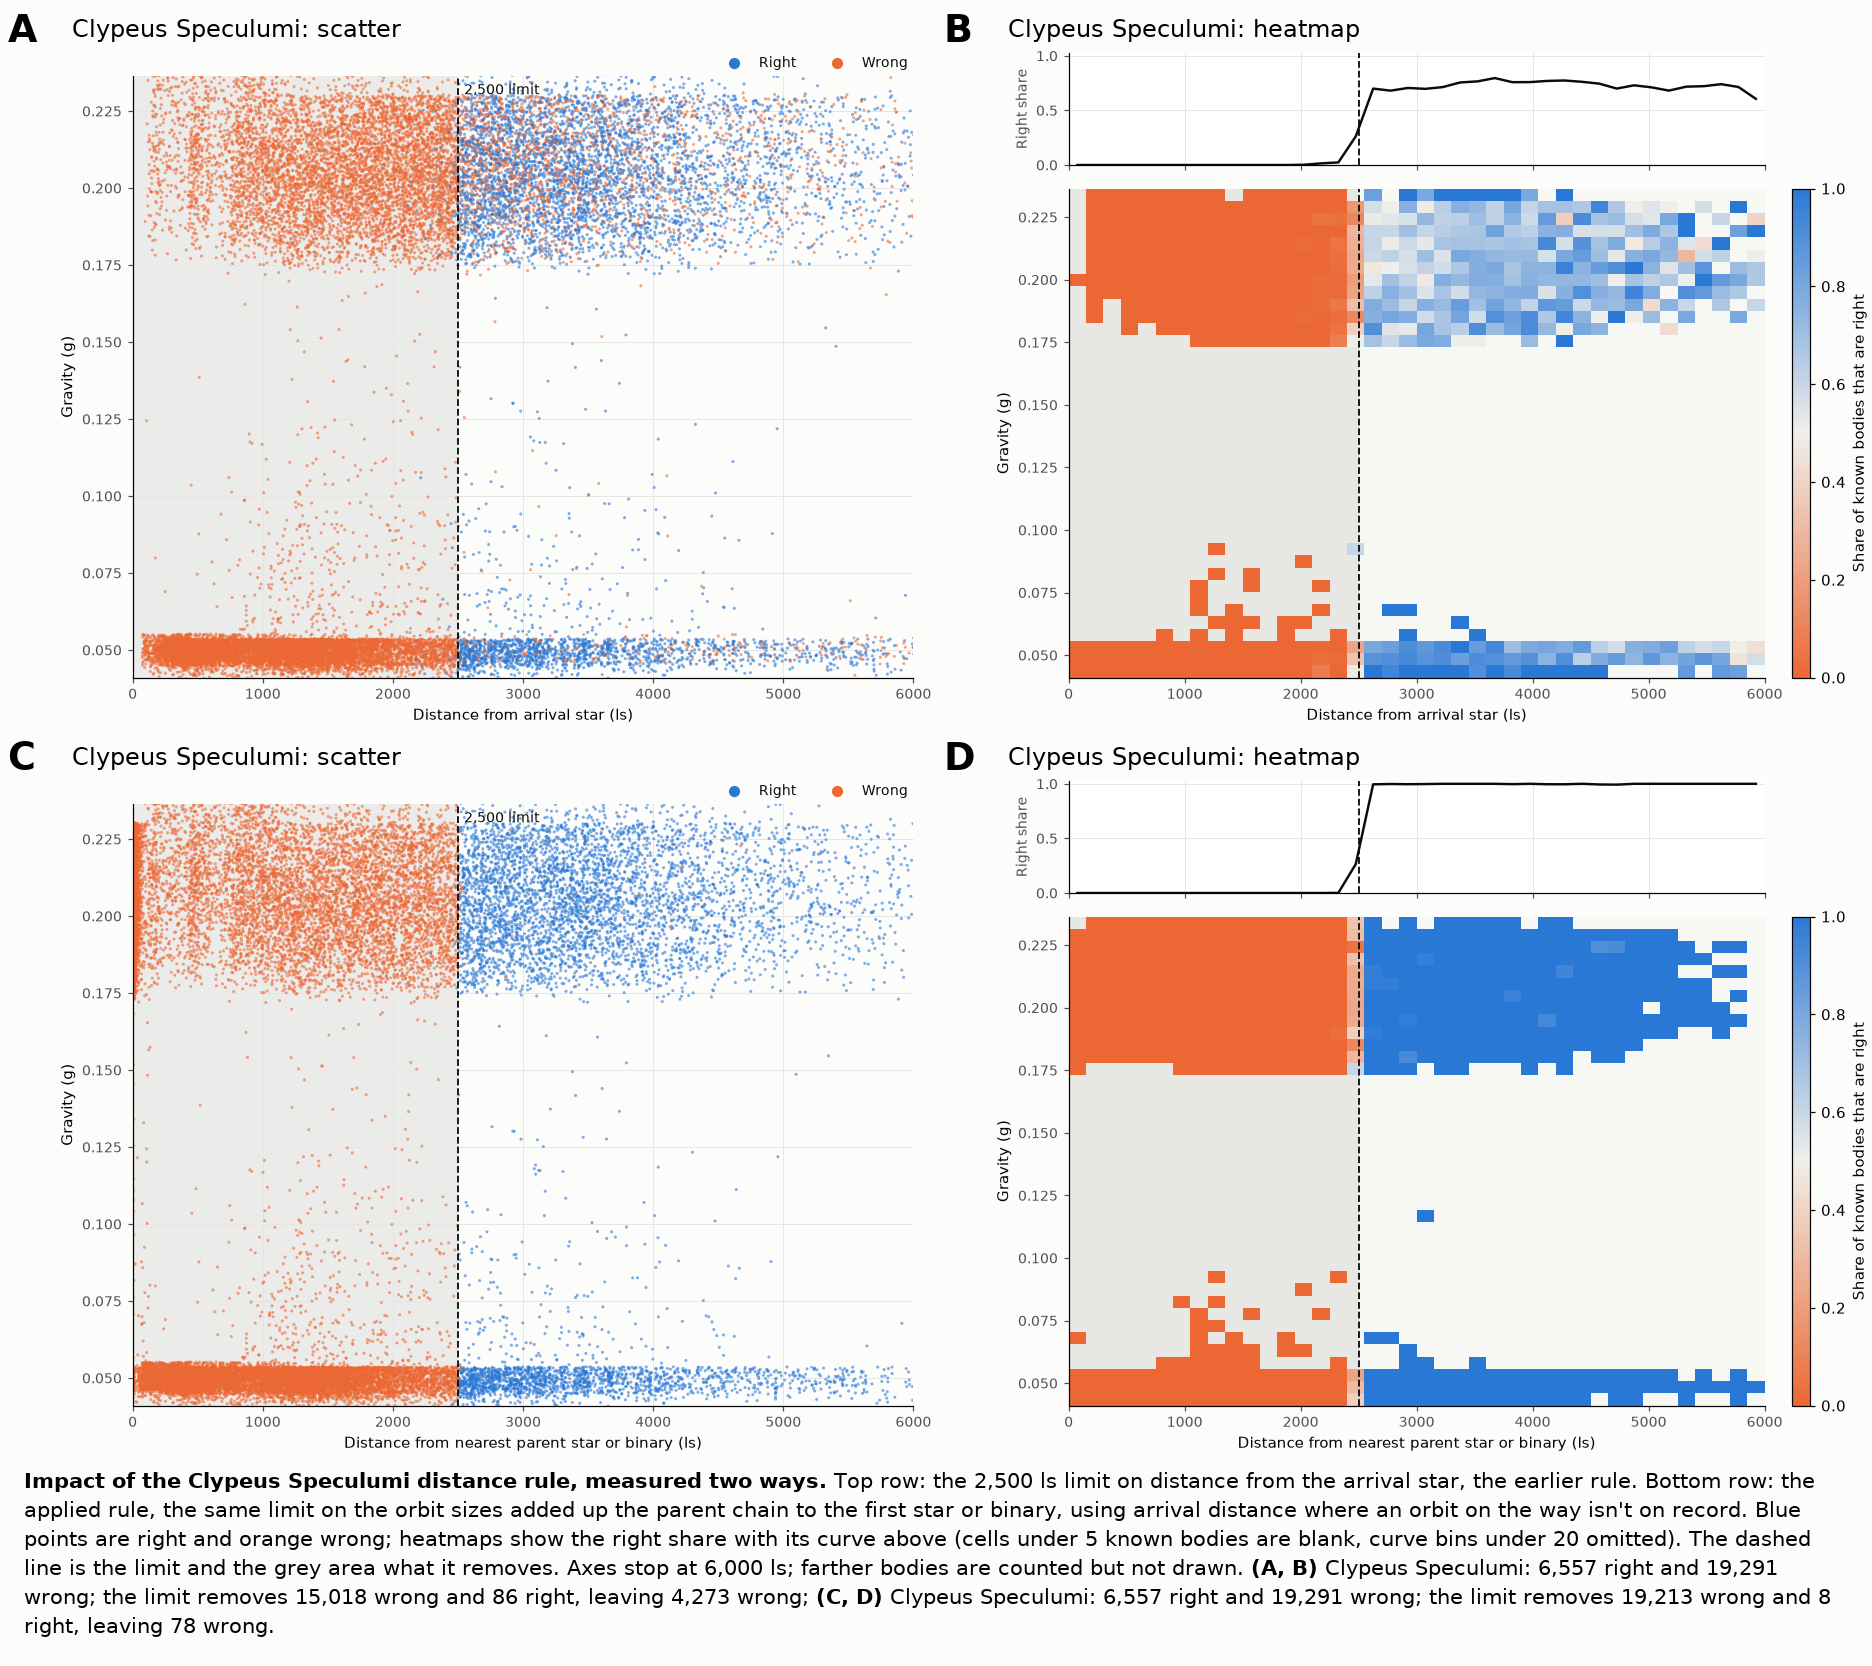 A Clypeus Speculumi: scatter
Right Wrong
2,500 limit
0.225
0.200
0.175
0.150
0.125
0.100
0.075
0.050
Gravity (g)
0 1000 2000 3000 4000 5000 6000
Distance from arrival star (ls)
B Clypeus Speculumi: heatmap
1.0
0.5
0.0
Right share
0.225
0.200
0.175
0.150
0.125
0.100
0.075
0.050
Gravity (g)
0 1000 2000 3000 4000 5000 6000
Distance from arrival star (ls)
1.0
0.8
0.6
0.4
0.2
0.0
Share of known bodies that are right
C Clypeus Speculumi: scatter
Right Wrong
2,500 limit
0.225
0.200
0.175
0.150
0.125
0.100
0.075
0.050
Gravity (g)
0 1000 2000 3000 4000 5000 6000
Distance from nearest parent star or binary (ls)
D Clypeus Speculumi: heatmap
1.0
0.5
0.0
Right share
0.225
0.200
0.175
0.150
0.125
0.100
0.075
0.050
Gravity (g)
0 1000 2000 3000 4000 5000 6000
Distance from nearest parent star or binary (ls)
1.0
0.8
0.6
0.4
0.2
0.0
Share of known bodies that are right
Impact of the Clypeus Speculumi distance rule, measured two ways. Top row: the 2,500 ls limit on distance from the arrival star, the earlier rule. Bottom row: the
applied rule, the same limit on the orbit sizes added up the parent chain to the first star or binary, using arrival distance where an orbit on the way isn't on record. Blue
points are right and orange wrong; heatmaps show the right share with its curve above (cells under 5 known bodies are blank, curve bins under 20 omitted). The dashed
line is the limit and the grey area what it removes. Axes stop at 6,000 ls; farther bodies are counted but not drawn. (A, B) Clypeus Speculumi: 6,557 right and 19,291
wrong; the limit removes 15,018 wrong and 86 right, leaving 4,273 wrong; (C, D) Clypeus Speculumi: 6,557 right and 19,291 wrong; the limit removes 19,213 wrong and 8
right, leaving 78 wrong.